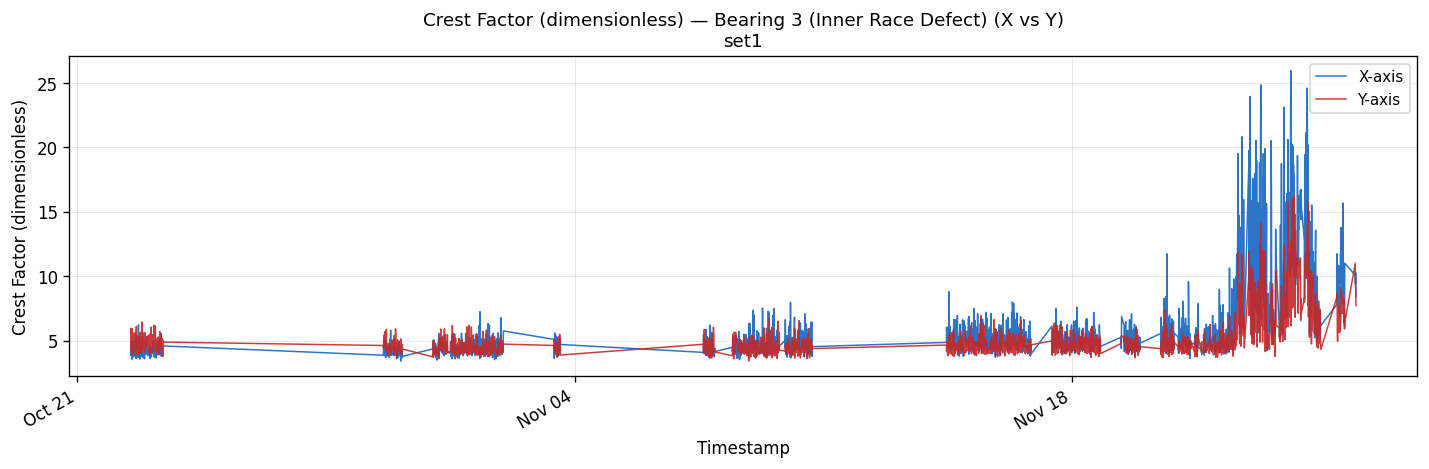 Crest Factor (dimensionless) — Bearing 3 (Inner Race Defect) (X vs Y)
set1
X-axis
Y-axis
Crest Factor (dimensionless)
25
20
15
10
5
Oct 21
Nov 04
Nov 18
Timestamp